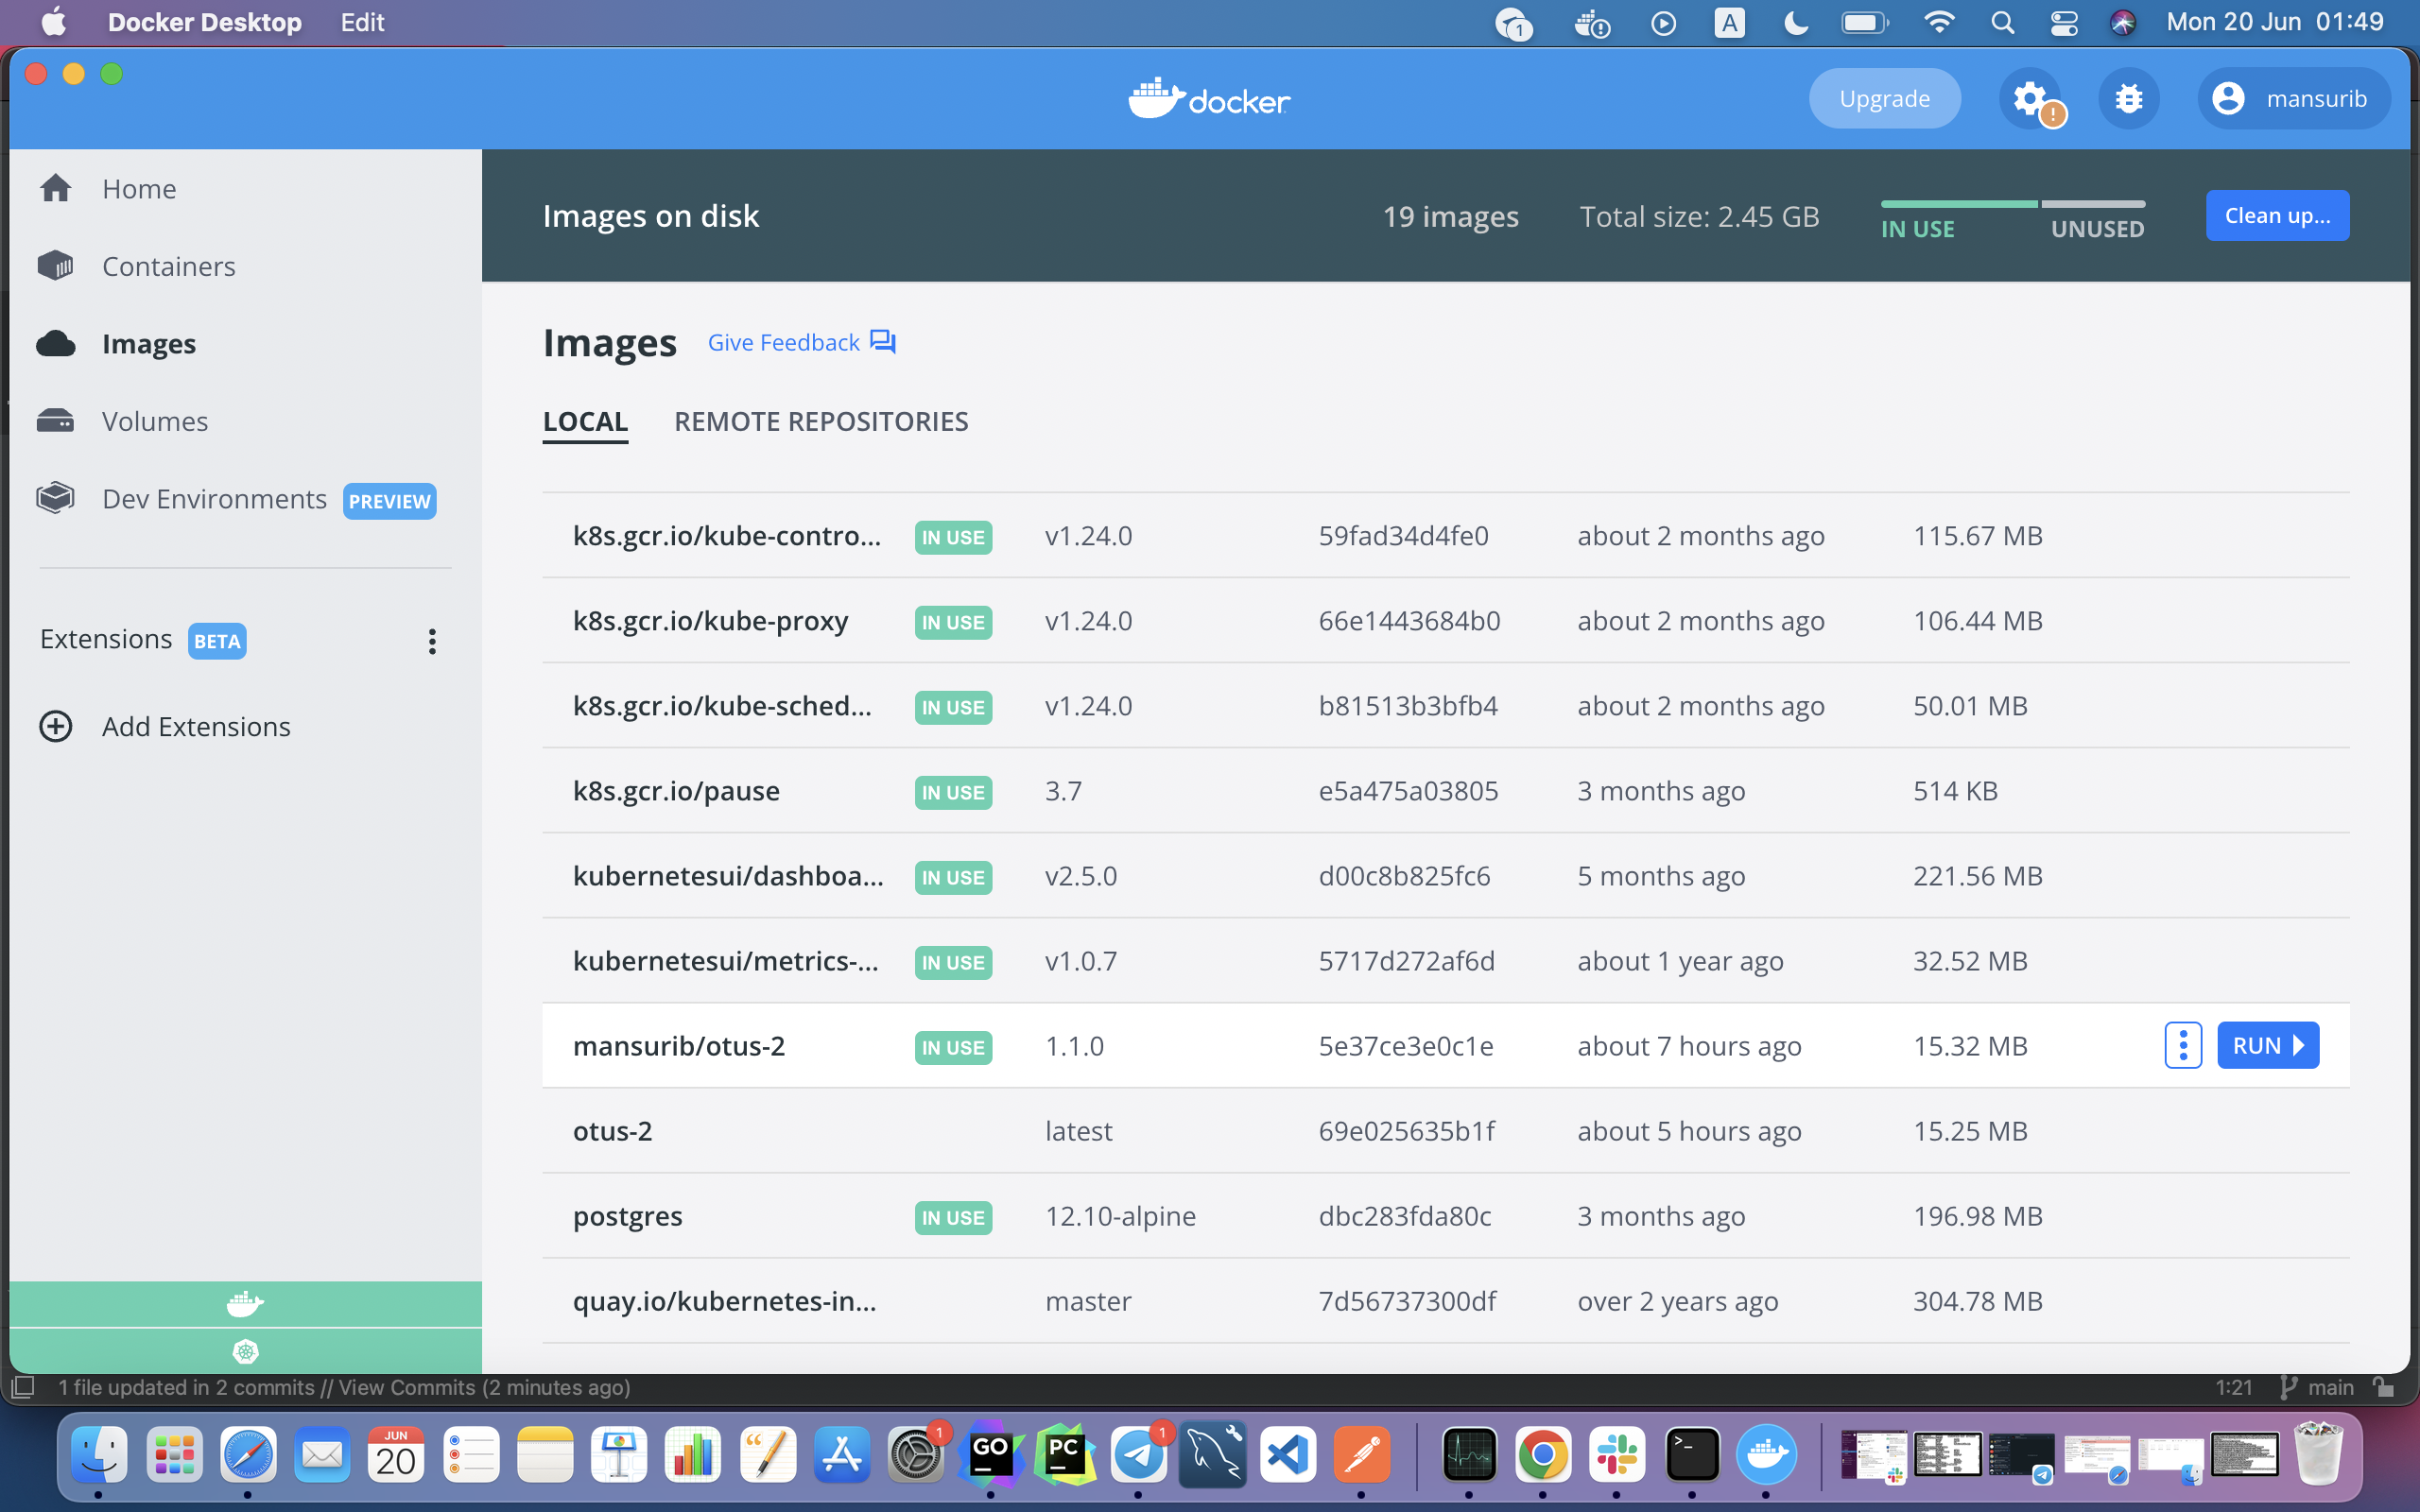 Docker Desktop Edit 1 A Mon 20 Jun 01:49
docker Upgrade ! mansurib
Home
Containers
Images
Volumes
Dev Environments PREVIEW
Extensions BETA
Add Extensions
Images on disk 19 images Total size: 2.45 GB IN USE UNUSED Clean up...
Images Give Feedback
LOCAL REMOTE REPOSITORIES
k8s.gcr.io/kube-contro... IN USE v1.24.0 59fad34d4fe0 about 2 months ago 115.67 MB
k8s.gcr.io/kube-proxy IN USE v1.24.0 66e1443684b0 about 2 months ago 106.44 MB
k8s.gcr.io/kube-sched... IN USE v1.24.0 b81513b3bfb4 about 2 months ago 50.01 MB
k8s.gcr.io/pause IN USE 3.7 e5a475a03805 3 months ago 514 KB
kubernetesui/dashboa... IN USE v2.5.0 d00c8b825fc6 5 months ago 221.56 MB
kubernetesui/metrics-... IN USE v1.0.7 5717d272af6d about 1 year ago 32.52 MB
mansurib/otus-2 IN USE 1.1.0 5e37ce3e0c1e about 7 hours ago 15.32 MB RUN
otus-2 latest 69e025635b1f about 5 hours ago 15.25 MB
postgres IN USE 12.10-alpine dbc283fda80c 3 months ago 196.98 MB
quay.io/kubernetes-in... master 7d56737300df over 2 years ago 304.78 MB
1 file updated in 2 commits // View Commits (2 minutes ago) 1:21 main
JUN 20 1 GO PC 1 >_